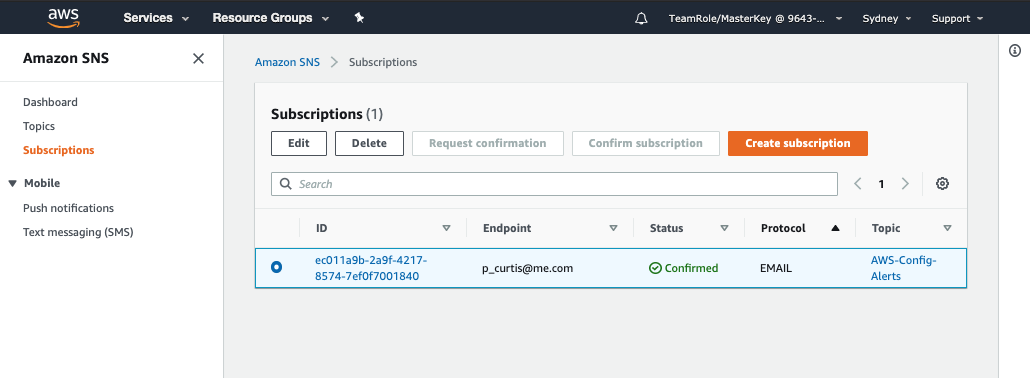 aws Services Resource Groups TeamRole/MasterKey @ 9643-... Sydney Support
Amazon SNS
Dashboard
Topics
Subscriptions
Mobile
Push notifications
Text messaging (SMS)
Amazon SNS Subscriptions
Subscriptions (1)
Edit Delete Request confirmation Confirm subscription Create subscription
Search 1
ID Endpoint Status Protocol Topic
ec011a9b-2a9f-4217-
8574-7ef0f7001840
p_curtis@me.com
Confirmed
EMAIL
AWS-Config-
Alerts